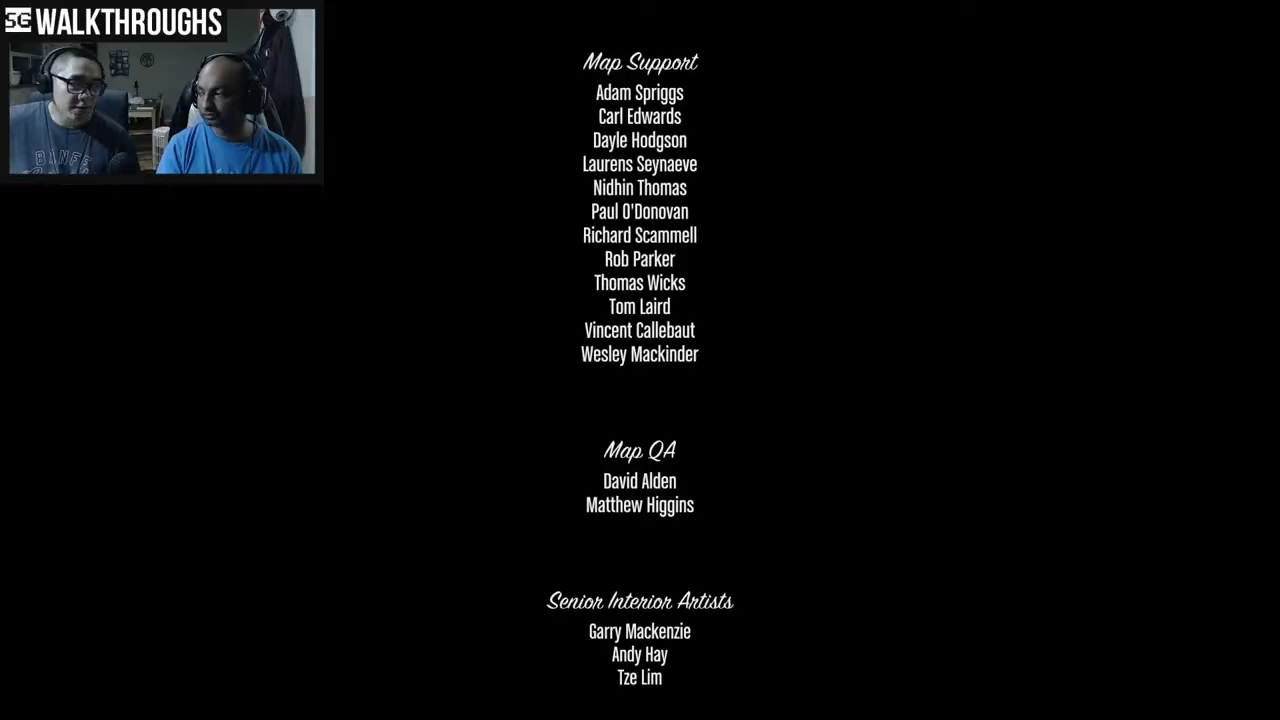 SG WALKTHROUGHS
BANFF
Map Support
Adam Spriggs
Carl Edwards
Dayle Hodgson
Laurens Seynaeve
Nidhin Thomas
Paul O'Donovan
Richard Scammell
Rob Parker
Thomas Wicks
Tom Laird
Vincent Callebaut
Wesley Mackinder
Map QA
David Alden
Matthew Higgins
Senior Interior Artists
Garry Mackenzie
Andy Hay
Tze Lim